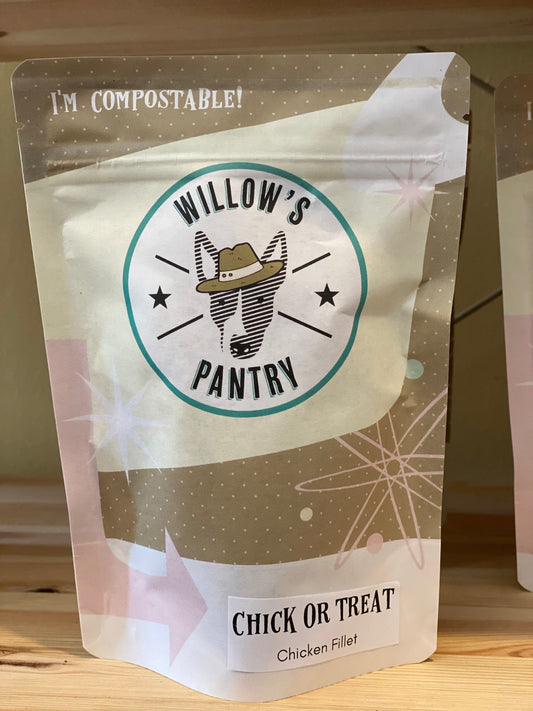 I'M COMPOSTABLE!
WILLOW'S
PANTRY
CHICK OR TREAT
Chicken Fillet